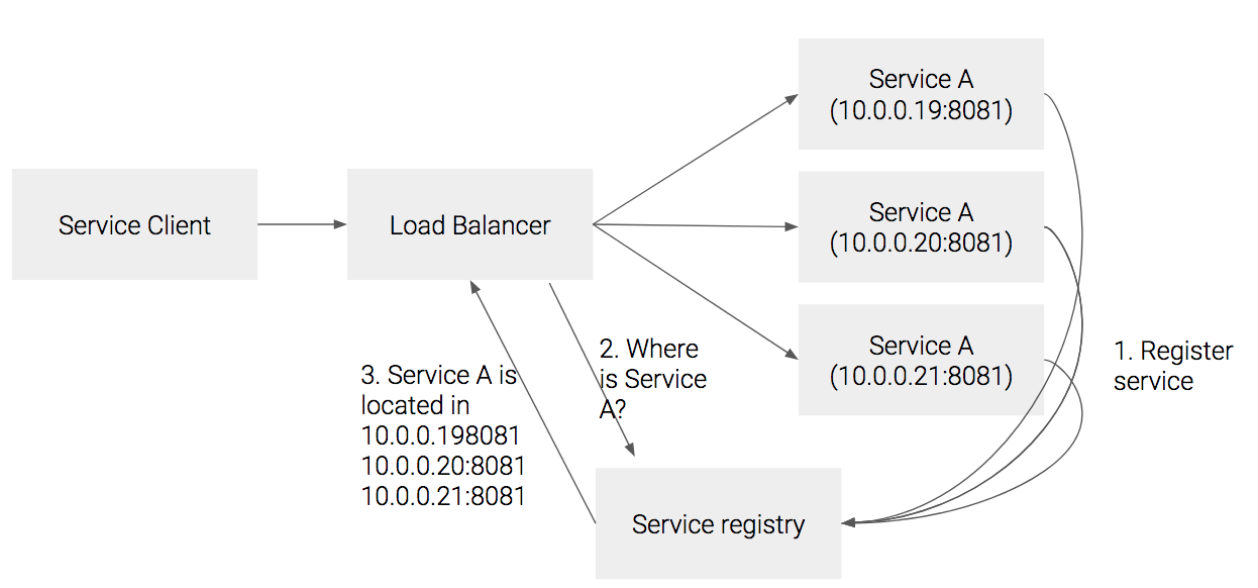 Service A
(10.0.0.19:8081)
Service Client
Load Balancer
Service A
(10.0.0.20:8081)
Service A
(10.0.0.21:8081)
1. Register
service
2. Where
is Service
A?
3. Service A is
located in
10.0.0.198081
10.0.0.20:8081
10.0.0.21:8081
Service registry